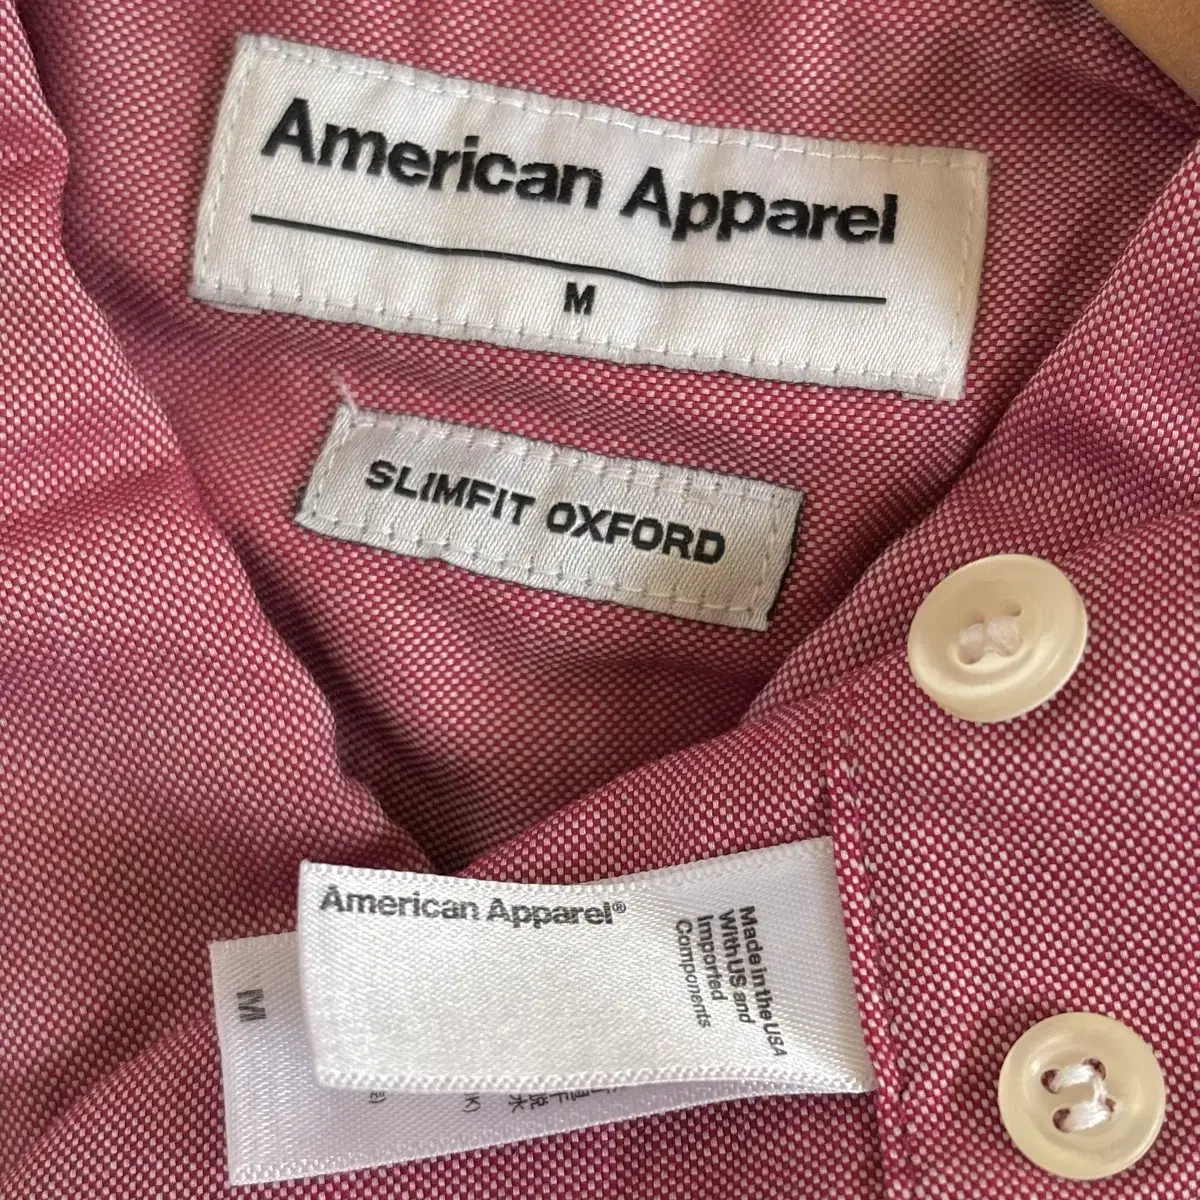 American Apparel
M
SLIMFIT OXFORD
American Apparel®
Made in the USA
With US and
Imported
Components
M